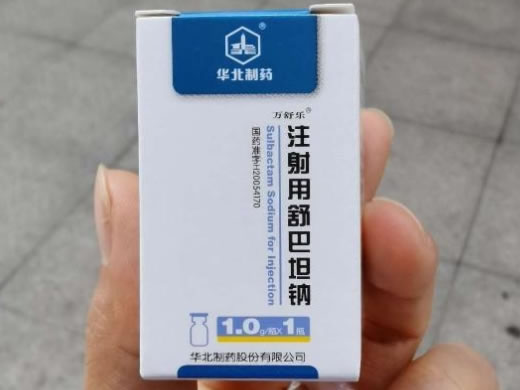 华北制药
万舒乐®
注射用舒巴坦钠
Sulbactam Sodium for Injection
国药准字H20054170
1.0g/瓶×1瓶
华北制药股份有限公司